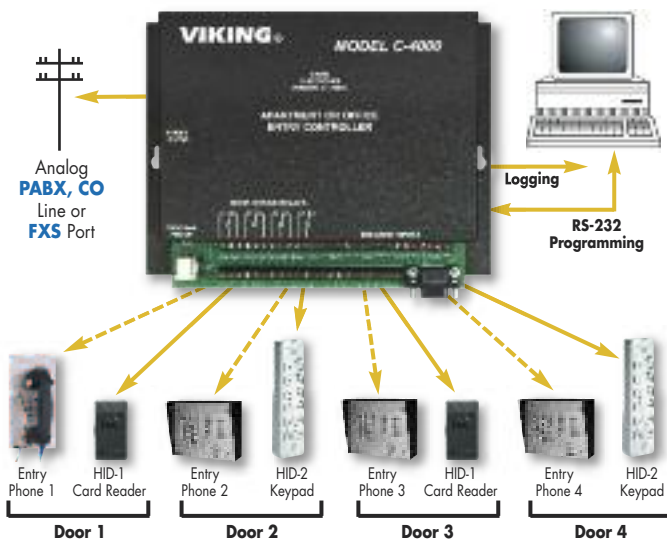 VIKING
MODEL C-4000
APARTMENT OR OFFICE
ENTRY CONTROLLER
Analog
PABX, CO
Line or
FXS Port
Logging
RS-232
Programming
Entry
Phone 1
HID-1
Card Reader
Entry
Phone 2
HID-2
Keypad
Entry
Phone 3
HID-1
Card Reader
Entry
Phone 4
HID-2
Keypad
Door 1
Door 2
Door 3
Door 4